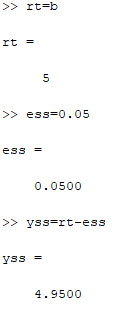 >> rt=b
rt =
5
>> ess=0.05
ess =
0.0500
>> yss=rt-ess
yss =
4.9500